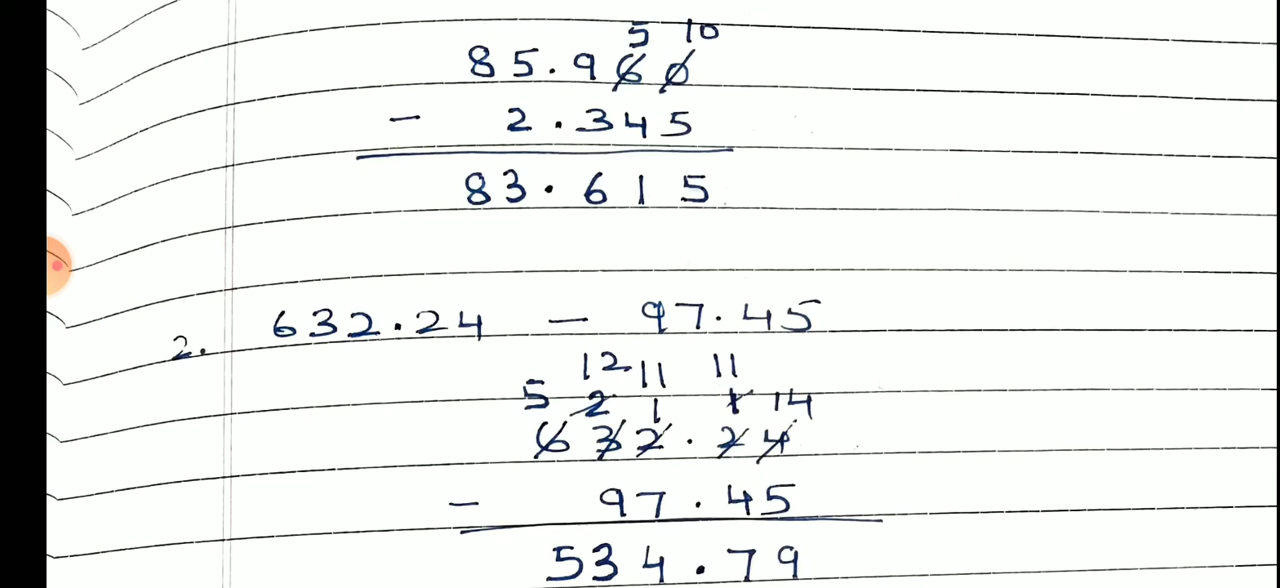 5 10
85.960
- 2.345
83.615
2. 632.24 - 97.45
12 11 11
5 2 1 1 14
632.24
- 97.45
534.79